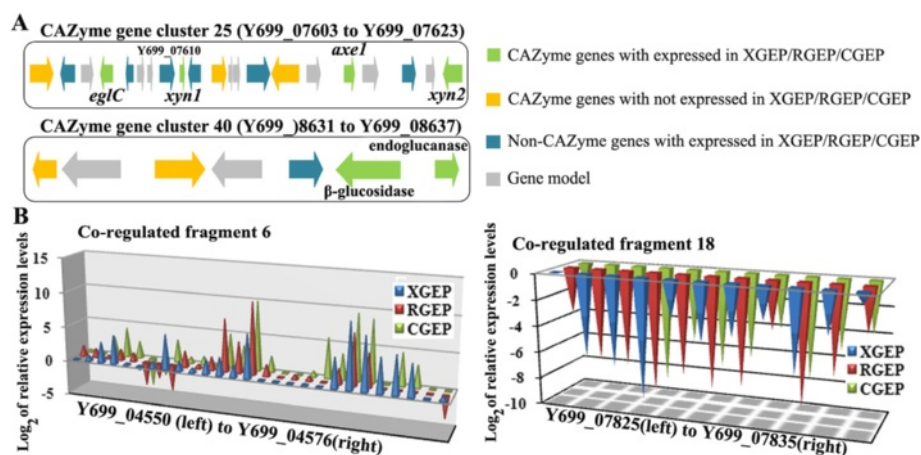 A
CAZyme gene cluster 25 (Y699_07603 to Y699_07623)
Y699_07610
axe1
eglC
xyn1
xyn2
CAZyme gene cluster 40 (Y699_)8631 to Y699_08637)
endoglucanase
β-glucosidase
CAZyme genes with expressed in XGEP/RGEP/CGEP
CAZyme genes with not expressed in XGEP/RGEP/CGEP
Non-CAZyme genes with expressed in XGEP/RGEP/CGEP
Gene model
B
Co-regulated fragment 6
Log2 of relative expression levels
15
10
5
0
-5
XGEP
RGEP
CGEP
Y699_04550 (left) to Y699_04576(right)
Co-regulated fragment 18
Log2 of relative expression levels
0
-2
-4
-6
-8
-10
XGEP
RGEP
CGEP
Y699_07825(left) to Y699_07835(right)